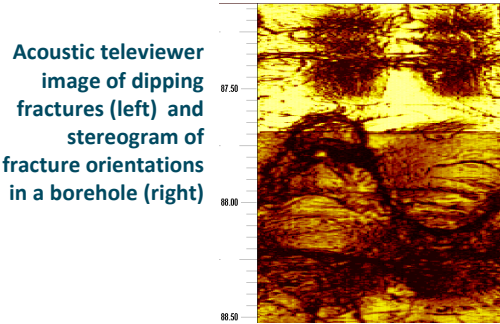 Acoustic televiewer
image of dipping
fractures (left) and
stereogram of
fracture orientations
in a borehole (right)
87.50
88.00
88.50